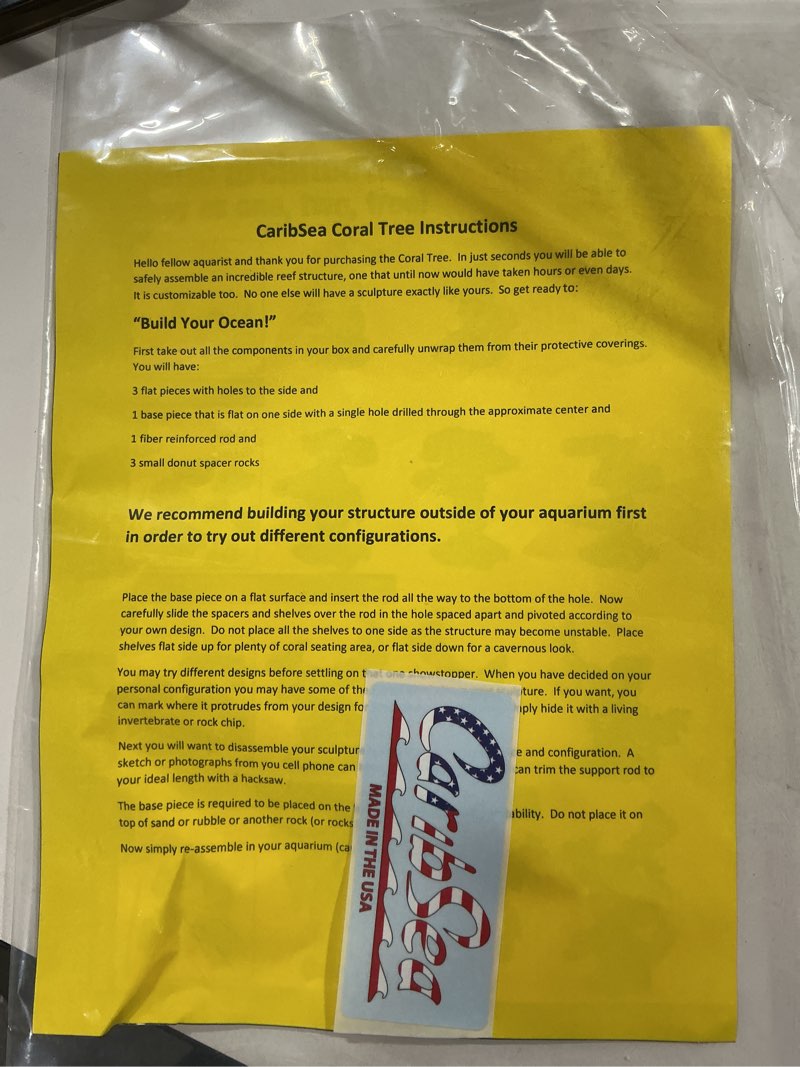 CaribSea Coral Tree Instructions
Hello fellow aquarist and thank you for purchasing the Coral Tree. In just seconds you will be able to
safely assemble an incredible reef structure, one that until now would have taken hours or even days.
It is customizable too. No one else will have a sculpture exactly like yours. So get ready to:
“Build Your Ocean!”
First take out all the components in your box and carefully unwrap them from their protective coverings.
You will have:
3 flat pieces with holes to the side and
1 base piece that is flat on one side with a single hole drilled through the approximate center and
1 fiber reinforced rod and
3 small donut spacer rocks
We recommend building your structure outside of your aquarium first
in order to try out different configurations.
Place the base piece on a flat surface and insert the rod all the way to the bottom of the hole. Now
carefully slide the spacers and shelves over the rod in the hole spaced apart and pivoted according to
your own design. Do not place all the shelves to one side as the structure may become unstable. Place
shelves flat side up for plenty of coral seating area, or flat side down for a cavernous look.
You may try different designs before settling on that one showstopper. When you have decided on your
personal configuration you may have some of the If you want, you
can mark where it protrudes from your design for simply hide it with a living
invertebrate or rock chip.
Next you will want to disassemble your and configuration. A
sketch or photographs from you cell phone can can trim the support rod to
your ideal length with a hacksaw.
The base piece is required to be placed on the Do not place it on
top of sand or rubble or another rock (or rocks
Now simply re-assemble in your aquarium
CaribSea
MADE IN THE USA